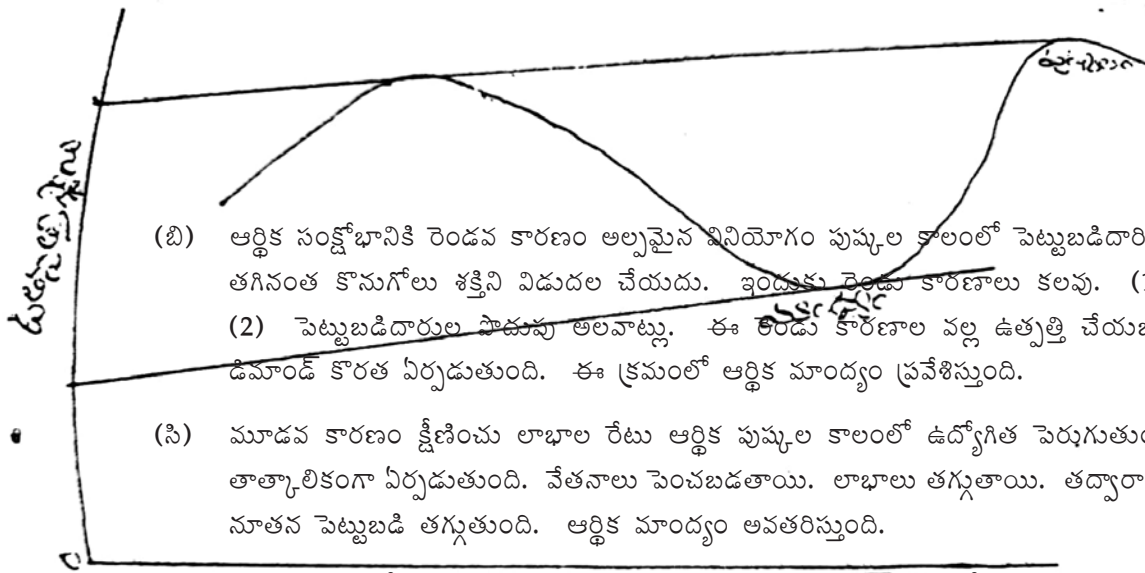 (బి) ఆర్థిక సంక్షోభానికి రెండవ కారణం అల్పమైన వినియోగం పుష్కల కాలంలో పెట్టుబడిదారి
తగినంత కొనుగోలు శక్తిని విడుదల చేయదు. ఇందుకు రెండు కారణాలు కలవు.
(2) పెట్టుబడిదారుల పొదుపు అలవాట్లు. ఈ రెండు కారణాల వల్ల ఉత్పత్తి
డిమాండ్ కొరత ఏర్పడుతుంది. ఈ క్రమంలో ఆర్థిక మాంద్యం ప్రవేశిస్తుంది.
(సి) మూడవ కారణం క్షీణించు లాభాల రేటు ఆర్థిక పుష్కల కాలంలో ఉద్యోగిత
తాత్కాలికంగా ఏర్పడుతుంది. వేతనాలు పెంచబడతాయి. లాభాలు తగ్గుతాయి. తద్వారా
నూతన పెట్టుబడి తగ్గుతుంది. ఆర్థిక మాంద్యం అవతరిస్తుంది.
0